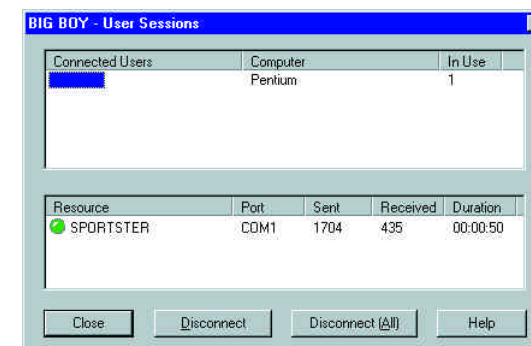 BIG BOY - User Sessions
Connected Users Computer In Use
Pentium 1
Resource Port Sent Received Duration
SPORTSTER COM1 1704 435 00:00:50
Close Disconnect Disconnect (All) Help